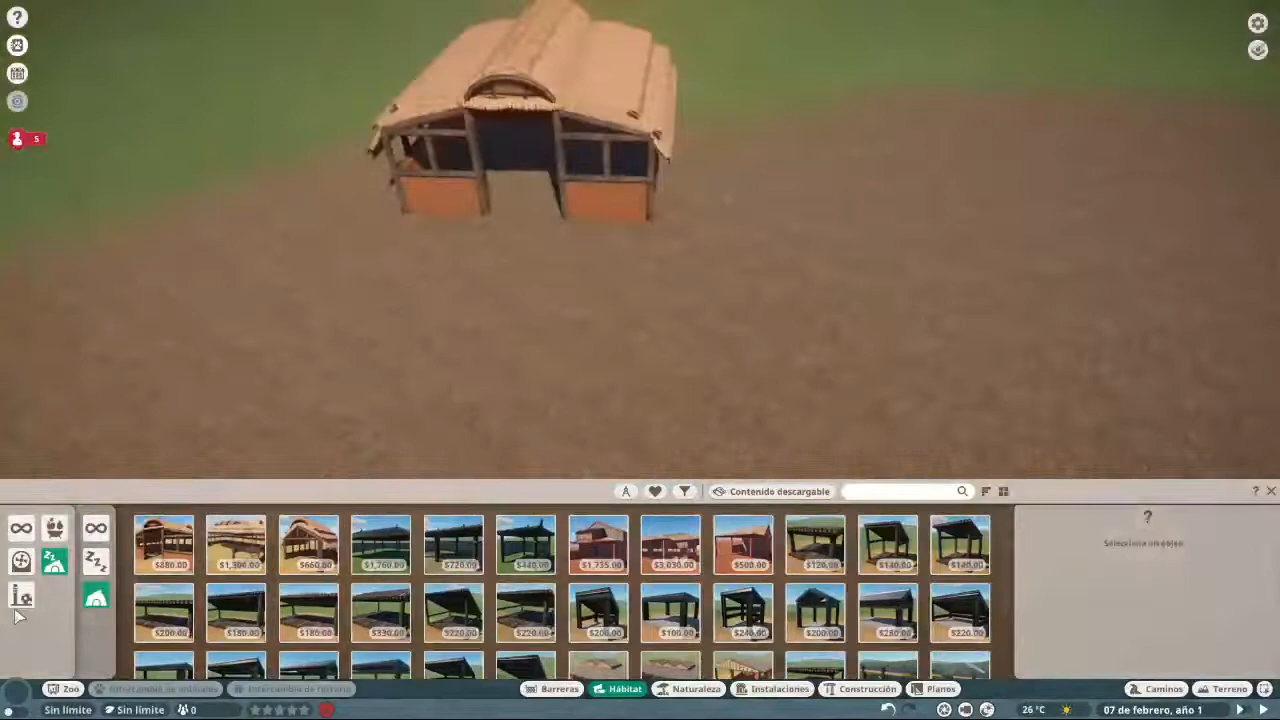 ?
5
Contenido descargable
?
?
Selecciona un objeto
$880.00
$1,300.00
$660.00
$1,760.00
$720.00
$440.00
$1,735.00
$3,030.00
$500.00
$120.00
$140.00
$140.00
$200.00
$180.00
$180.00
$330.00
$220.00
$220.00
$200.00
$100.00
$240.00
$200.00
$280.00
$220.00
Zoo
Intercambio de animales
Intercambio de terrario
Barreras
Hábitat
Naturaleza
Instalaciones
Construcción
Planos
Caminos
Terreno
Sin límite
Sin límite
0
26 °C
07 de febrero, año 1